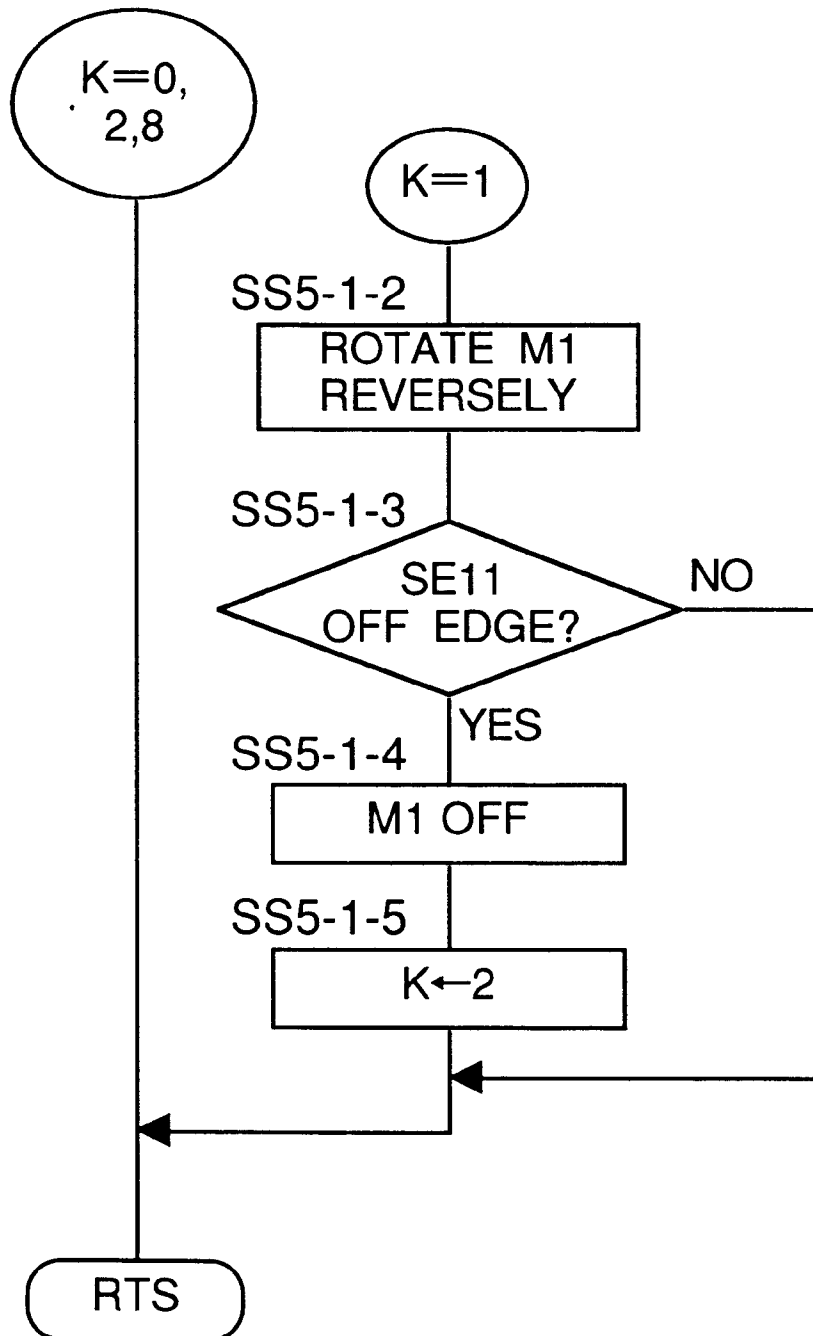 K=0,
2,8
K=1
SS5-1-2
ROTATE M1
REVERSELY
SS5-1-3
SE11
OFF EDGE?
NO
YES
SS5-1-4
M1 OFF
SS5-1-5
K←2
RTS